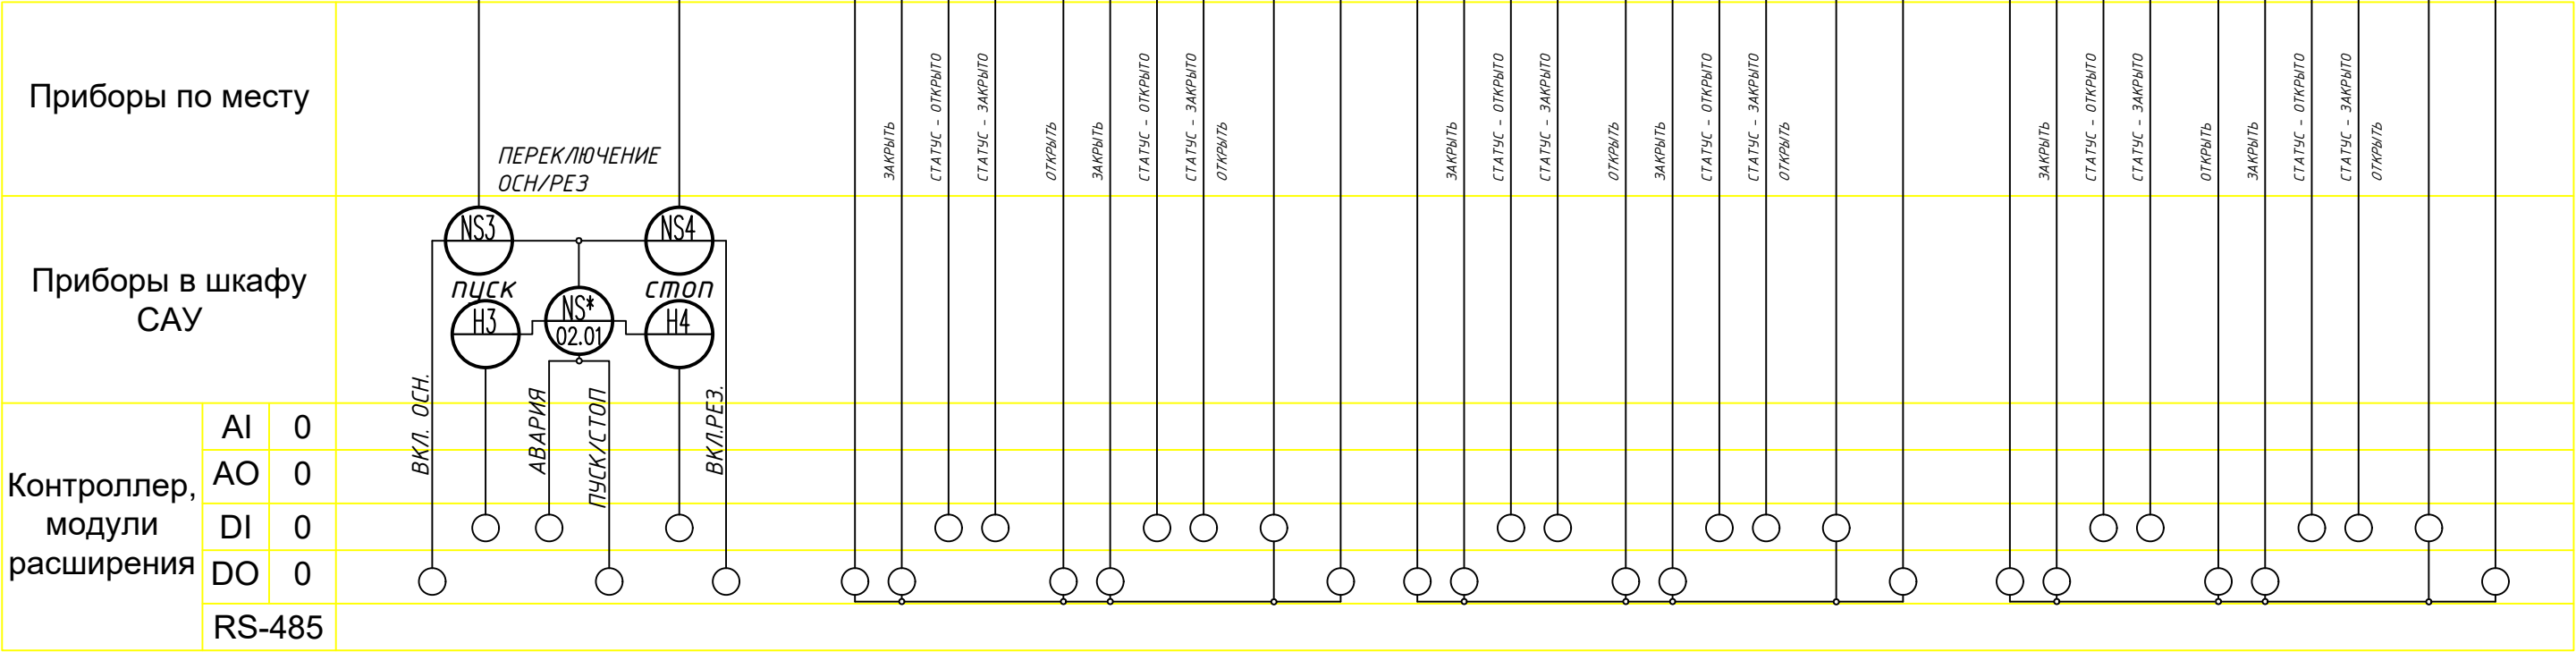 Приборы по месту
ПЕРЕКЛЮЧЕНИЕ
ОСН/РЕЗ
ЗАКРЫТЬ
СТАТУС - ОТКРЫТО
СТАТУС - ЗАКРЫТО
ОТКРЫТЬ
ЗАКРЫТЬ
СТАТУС - ОТКРЫТО
СТАТУС - ЗАКРЫТО
ОТКРЫТЬ
ЗАКРЫТЬ
СТАТУС - ОТКРЫТО
СТАТУС - ЗАКРЫТО
ОТКРЫТЬ
ЗАКРЫТЬ
СТАТУС - ОТКРЫТО
СТАТУС - ЗАКРЫТО
ОТКРЫТЬ
ЗАКРЫТЬ
СТАТУС - ОТКРЫТО
СТАТУС - ЗАКРЫТО
ОТКРЫТЬ
ЗАКРЫТЬ
СТАТУС - ОТКРЫТО
СТАТУС - ЗАКРЫТО
ОТКРЫТЬ
Приборы в шкафу
САУ
NS3
NS4
пуск
стоп
H3
NS*
02.01
H4
ВКЛ. ОСН.
АВАРИЯ
ПУСК/СТОП
ВКЛ.РЕЗ.
Контроллер,
модули
расширения
AI 0
AO 0
DI 0
DO 0
RS-485